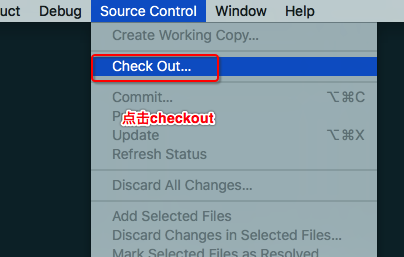 uct Debug Source Control Window Help
Create Working Copy...
Check Out...
Commit... ⌥⌘C
点击checkout
Update ⌥⌘X
Refresh Status
Discard All Changes...
Add Selected Files
Discard Changes in Selected Files...
Mark Selected Files as Resolved